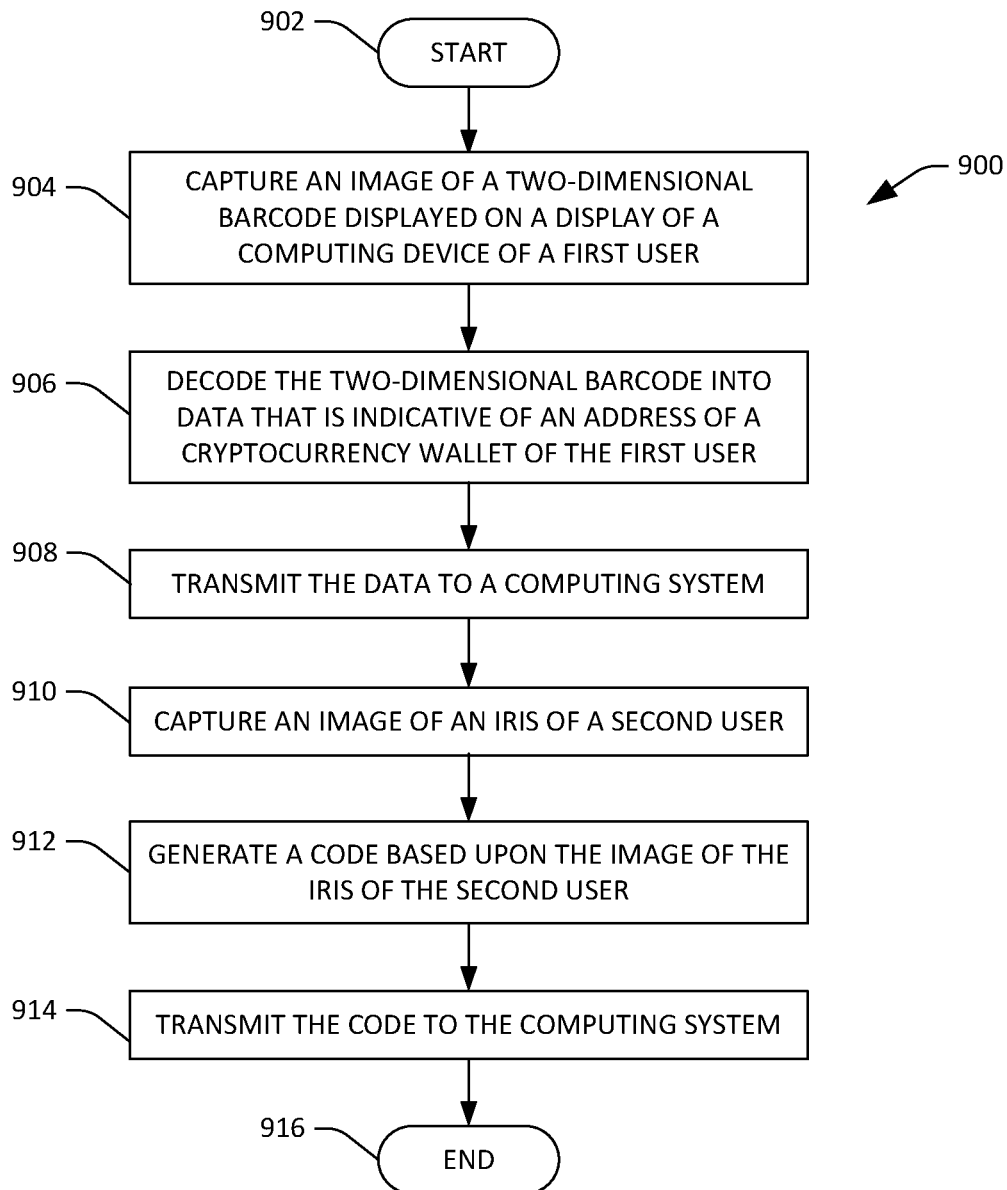 902
START
900
904
CAPTURE AN IMAGE OF A TWO-DIMENSIONAL
BARCODE DISPLAYED ON A DISPLAY OF A
COMPUTING DEVICE OF A FIRST USER
906
DECODE THE TWO-DIMENSIONAL BARCODE INTO
DATA THAT IS INDICATIVE OF AN ADDRESS OF A
CRYPTOCURRENCY WALLET OF THE FIRST USER
908
TRANSMIT THE DATA TO A COMPUTING SYSTEM
910
CAPTURE AN IMAGE OF AN IRIS OF A SECOND USER
912
GENERATE A CODE BASED UPON THE IMAGE OF THE
IRIS OF THE SECOND USER
914
TRANSMIT THE CODE TO THE COMPUTING SYSTEM
916
END